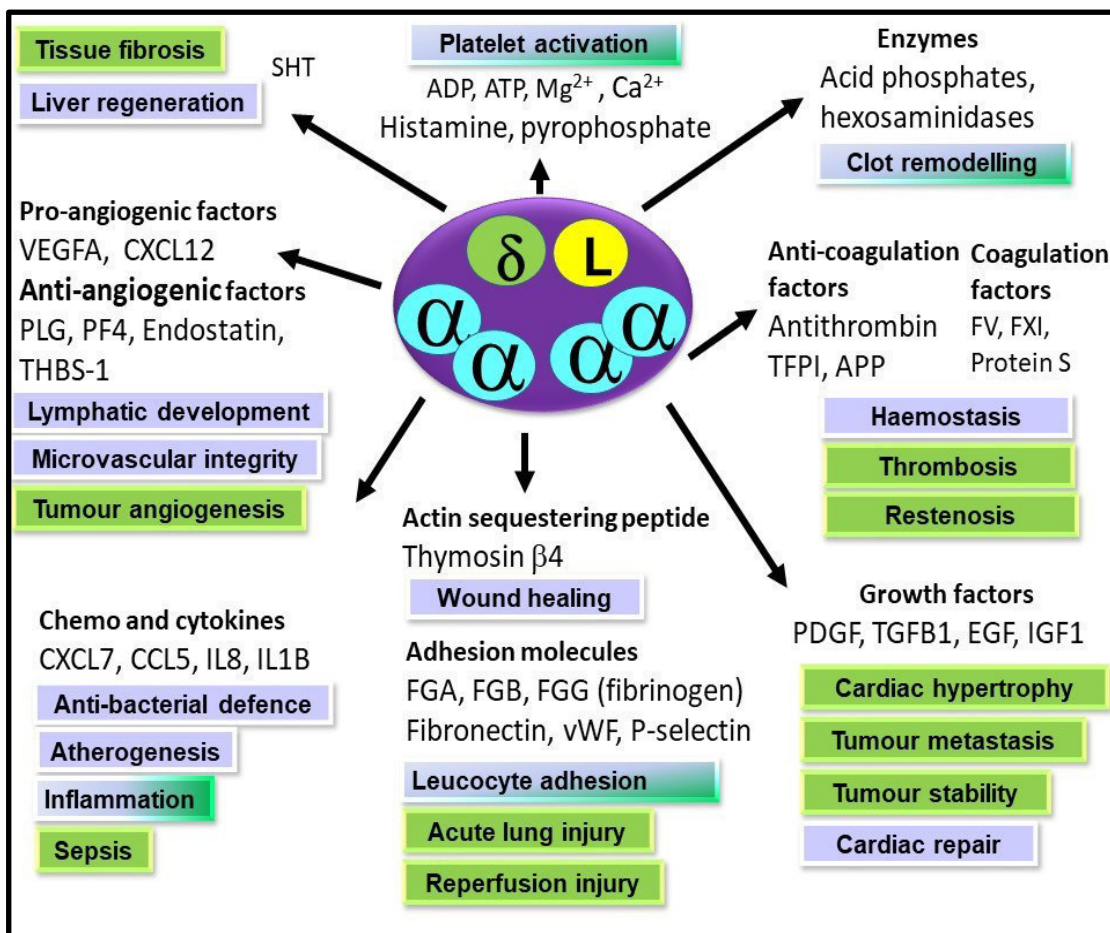 Tissue fibrosis
SHT
Liver regeneration
Platelet activation
ADP, ATP, Mg²⁺ , Ca²⁺
Histamine, pyrophosphate
Enzymes
Acid phosphates,
hexosaminidases
Clot remodelling
Pro-angiogenic factors
VEGFA, CXCL12
Anti-angiogenic factors
PLG, PF4, Endostatin,
THBS-1
Lymphatic development
Microvascular integrity
Tumour angiogenesis
δ
L
α
α
α
α
Anti-coagulation
factors
Antithrombin
TFPI, APP
Coagulation
factors
FV, FXI,
Protein S
Haemostasis
Thrombosis
Restenosis
Actin sequestering peptide
Thymosin β4
Wound healing
Chemo and cytokines
CXCL7, CCL5, IL8, IL1B
Anti-bacterial defence
Atherogenesis
Inflammation
Sepsis
Adhesion molecules
FGA, FGB, FGG (fibrinogen)
Fibronectin, vWF, P-selectin
Leucocyte adhesion
Acute lung injury
Reperfusion injury
Growth factors
PDGF, TGFB1, EGF, IGF1
Cardiac hypertrophy
Tumour metastasis
Tumour stability
Cardiac repair